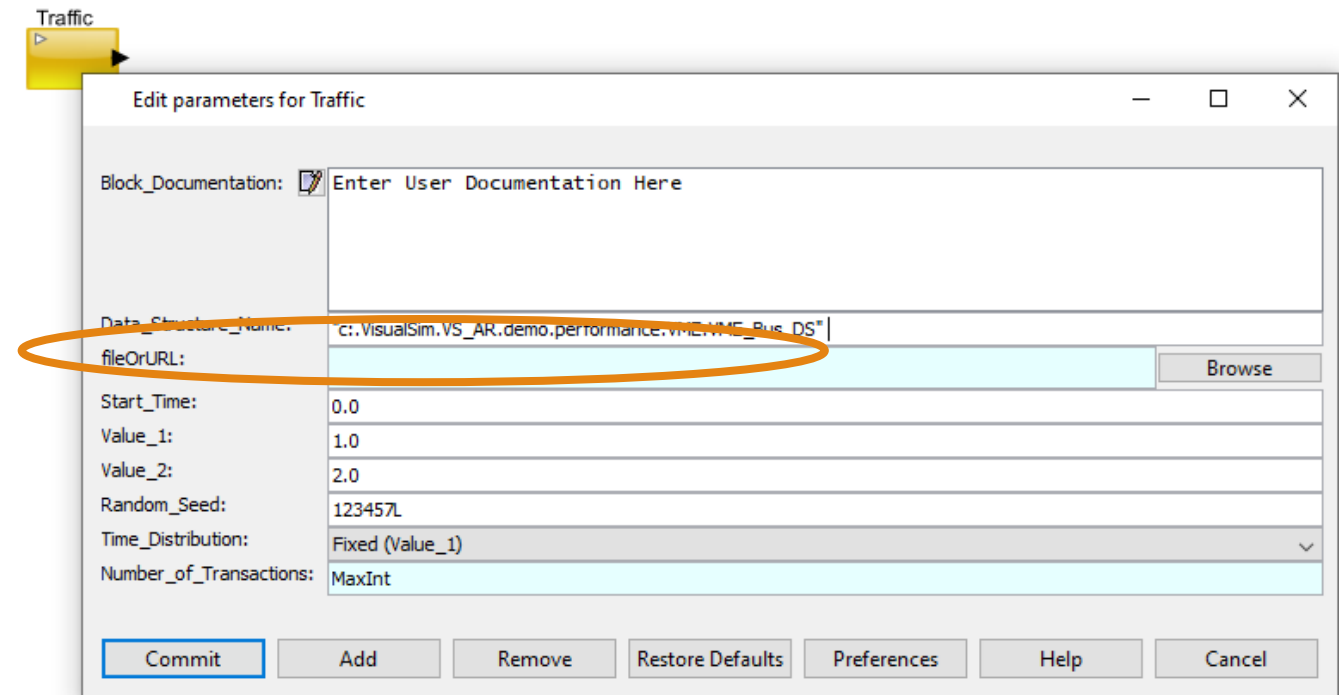 Traffic
Edit parameters for Traffic
Block_Documentation: Enter User Documentation Here
Data_Structure_Name: "c:.VisualSim.VS_AR.demo.performance.VME.VME_Bus_DS"
fileOrURL: Browse
Start_Time: 0.0
Value_1: 1.0
Value_2: 2.0
Random_Seed: 123457L
Time_Distribution: Fixed (Value_1)
Number_of_Transactions: MaxInt
Commit Add Remove Restore Defaults Preferences Help Cancel